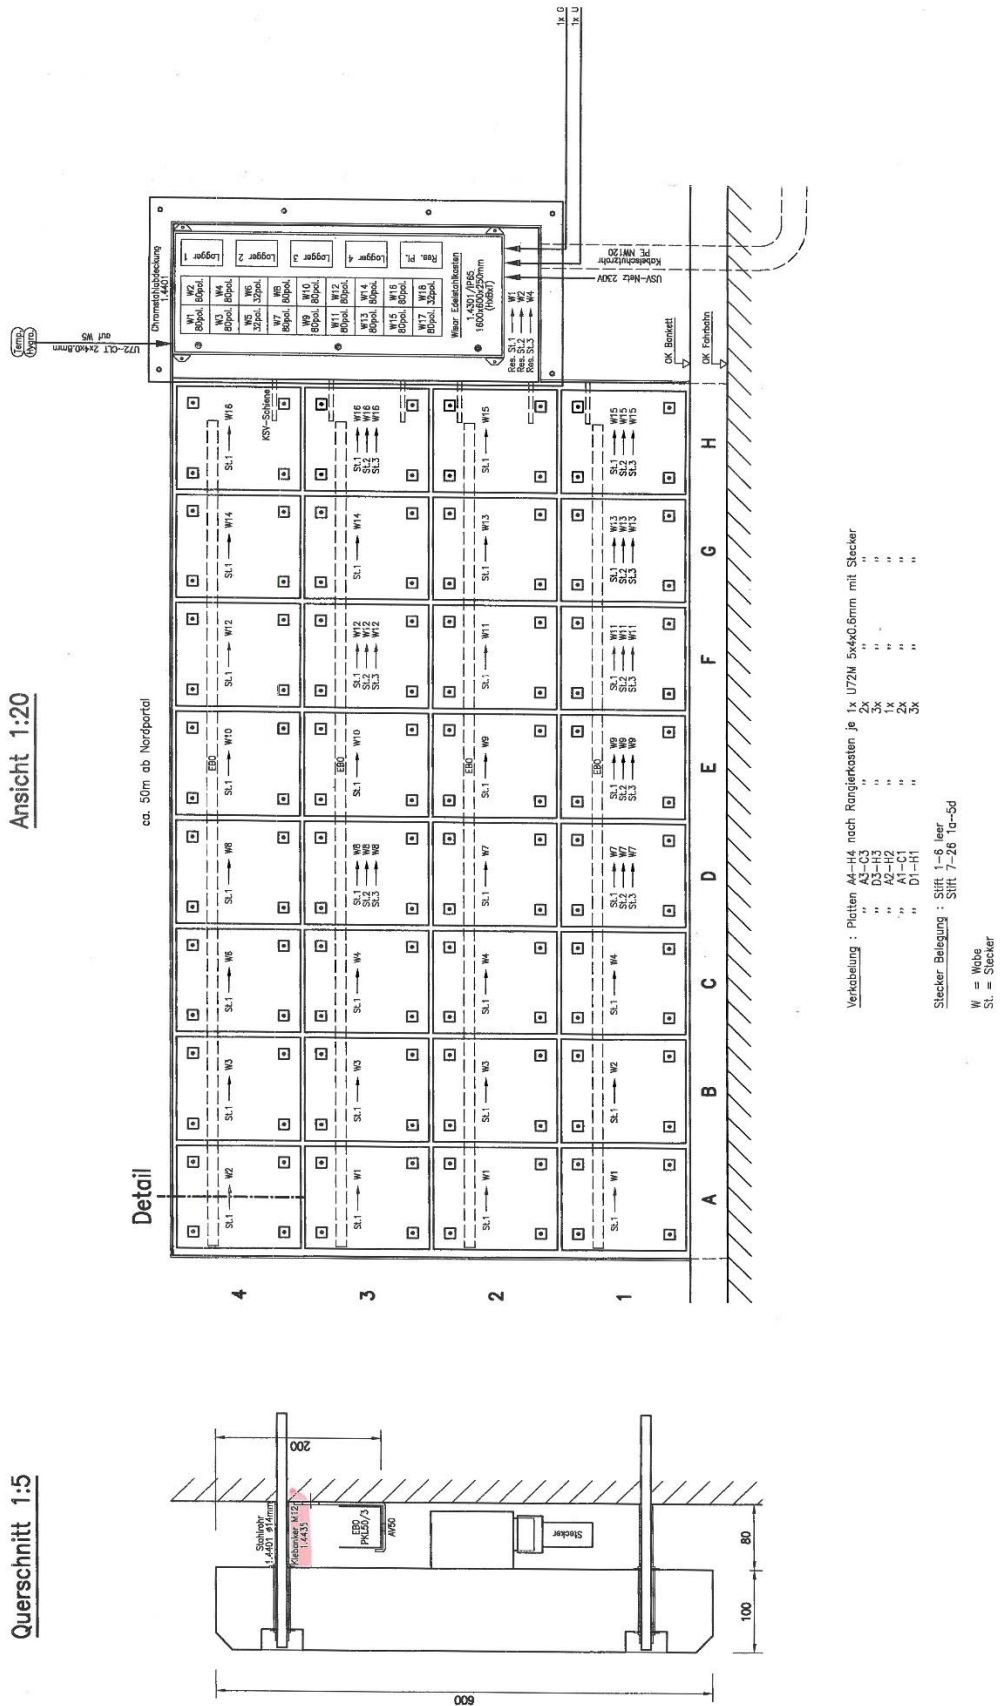 Querschnitt 1:5
600
200
Stahlrohr
1.4401 ø14mm
Klebanker M12
1.4435
EBO
PKL50/3
AV50
Stecker
100
80
Ansicht 1:20
ca. 50m ab Nordportal
Detail
4
St.1 W2
St.1 W3
St.1 W6
St.1 W8
EBO
St.1 W10
St.1 W12
St.1 W14
St.1 W16
KSV-Schiene
3
St.1 W1
St.1 W3
St.1 W4
St.1 W8
St.2 W8
St.3 W8
EBO
St.1 W10
St.1 W12
St.2 W12
St.3 W12
St.1 W14
St.1 W16
St.2 W16
St.3 W16
2
St.1 W1
St.1 W3
St.1 W4
St.1 W7
EBO
St.1 W9
St.1 W11
St.1 W13
St.1 W15
1
St.1 W1
St.1 W2
St.1 W4
St.1 W7
St.2 W7
St.3 W7
EBO
St.1 W9
St.2 W9
St.3 W9
St.1 W11
St.2 W11
St.3 W11
St.1 W13
St.2 W13
St.3 W13
St.1 W15
St.2 W15
St.3 W15
A B C D E F G H
OK Bankett
OK Fahrbahn
Temp.
Hygro.
U72-CLT 2x4x0.8mm
auf W5
Chromstahlabdeckung
1.4401
W1 80pol. W2 80pol.
W3 80pol. W4 80pol.
W5 32pol. W6 32pol.
W7 80pol. W8 80pol.
W9 80pol. W10 80pol.
W11 80pol. W12 80pol.
W13 80pol. W14 80pol.
W15 80pol. W16 80pol.
W17 80pol. W18 32pol.
Logger 1
Logger 2
Logger 3
Logger 4
Res. Pl.
Edelstahlkasten
1.4301/IP65
1600x600x250mm
(HxBxT)
Res. St.1 W1
Res. St.2 W2
Res. St.3 W4
USV-Netz 230V
Kabelschutzrohr
PE NW120
1x G
1x U
Verkabelung : Platten A4-H4 nach Rangierkasten je 1x U72M 5x4x0.6mm mit Stecker
" A3-C3 " 2x " "
" D3-H3 " 3x " "
" A2-H2 " 1x " "
" A1-C1 " 2x " "
" D1-H1 " 3x " "
Stecker Belegung : Stift 1-6 leer
Stift 7-26 1a-5d
W = Wabe
St. = Stecker